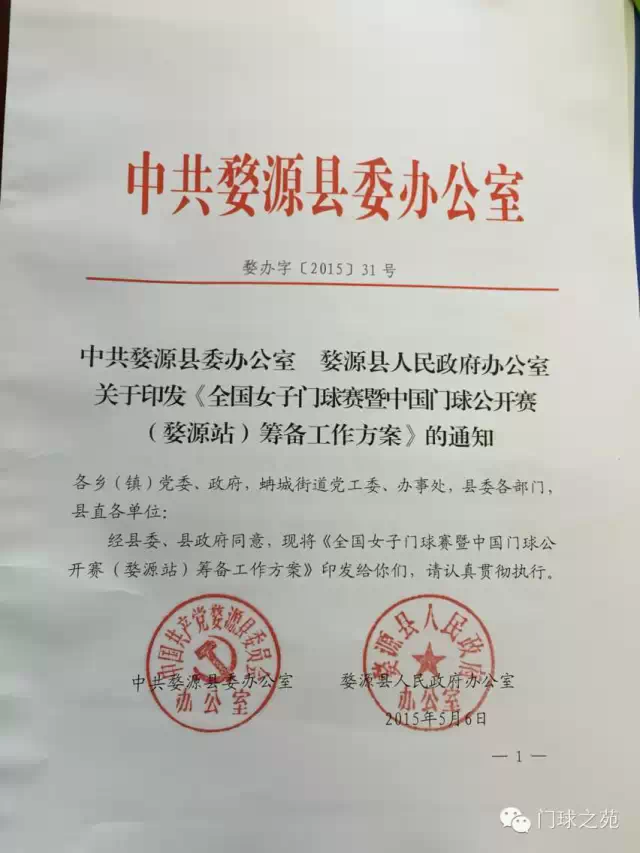 中共婺源县委办公室
婺办字〔2015〕31号
中共婺源县委办公室　婺源县人民政府办公室
关于印发《全国女子门球赛暨中国门球公开赛
（婺源站）筹备工作方案》的通知
各乡（镇）党委、政府，蚺城街道党工委、办事处，县委各部门，
县直各单位：
经县委、县政府同意，现将《全国女子门球赛暨中国门球公
开赛（婺源站）筹备工作方案》印发给你们，请认真贯彻执行。
中国共产党婺源县委员会
办公室
婺源县人民政府
办公室
中共婺源县委办公室　婺源县人民政府办公室
2015年5月6日
— 1 —
门球之苑